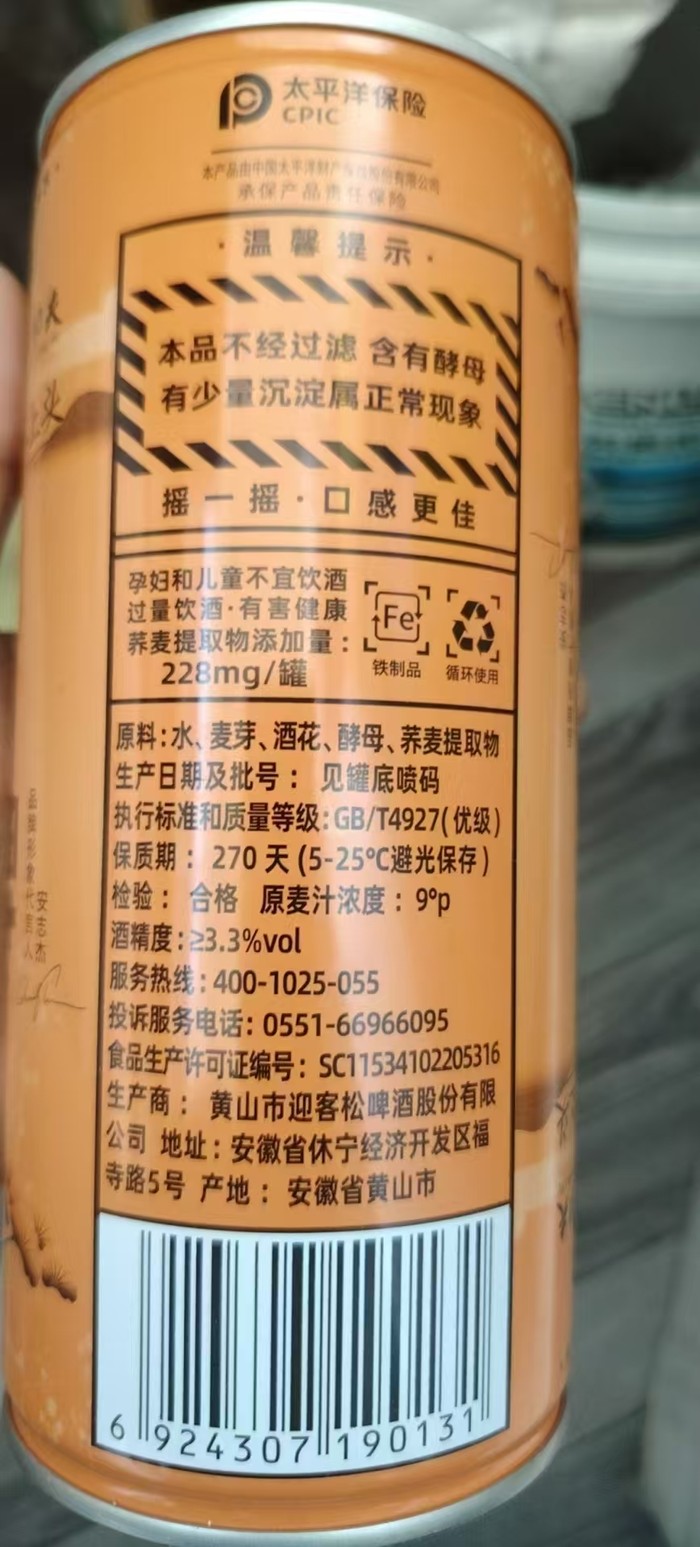 太平洋保险
CPIC
本产品由中国太平洋财产保险股份有限公司
承保产品责任保险
·温馨提示·
本品不经过滤 含有酵母
有少量沉淀属正常现象
摇一摇·口感更佳
孕妇和儿童不宜饮酒
过量饮酒·有害健康
荞麦提取物添加量：
228mg/罐
Fe
铁制品
循环使用
原料:水、麦芽、酒花、酵母、荞麦提取物
生产日期及批号： 见罐底喷码
执行标准和质量等级:GB/T4927(优级)
保质期： 270 天 (5-25℃避光保存)
检验： 合格 原麦汁浓度： 9°p
酒精度:≥3.3%vol
服务热线:400-1025-055
投诉服务电话: 0551-66966095
食品生产许可证编号: SC11534102205316
生产商： 黄山市迎客松啤酒股份有限
公司 地址: 安徽省休宁经济开发区福
寺路5号 产地： 安徽省黄山市
6 924307 190131
品牌形象代言人
安志杰